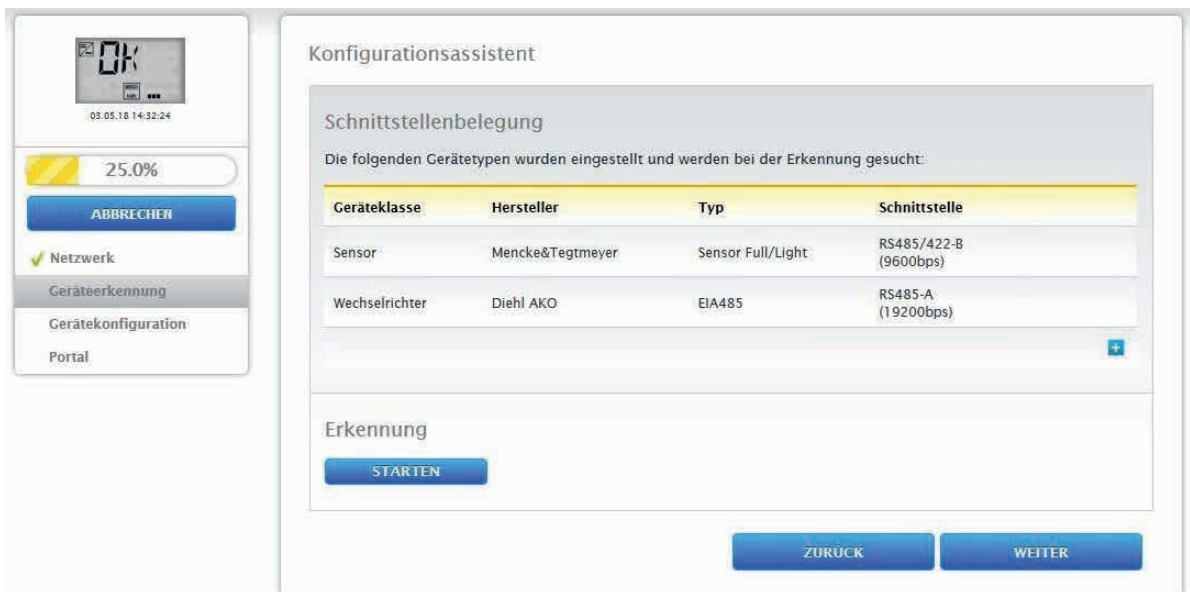 OK
03.05.18 14:32:24
25.0%
ABBRECHEN
Netzwerk
Geräteerkennung
Gerätekonfiguration
Portal
Konfigurationsassistent
Schnittstellenbelegung
Die folgenden Gerätetypen wurden eingestellt und werden bei der Erkennung gesucht:
Geräteklasse Hersteller Typ Schnittstelle
Sensor Mencke&Tegtmeyer Sensor Full/Light RS485/422-B
(9600bps)
Wechselrichter Diehl AKO EIA485 RS485-A
(19200bps)
Erkennung
STARTEN
ZURÜCK WEITER